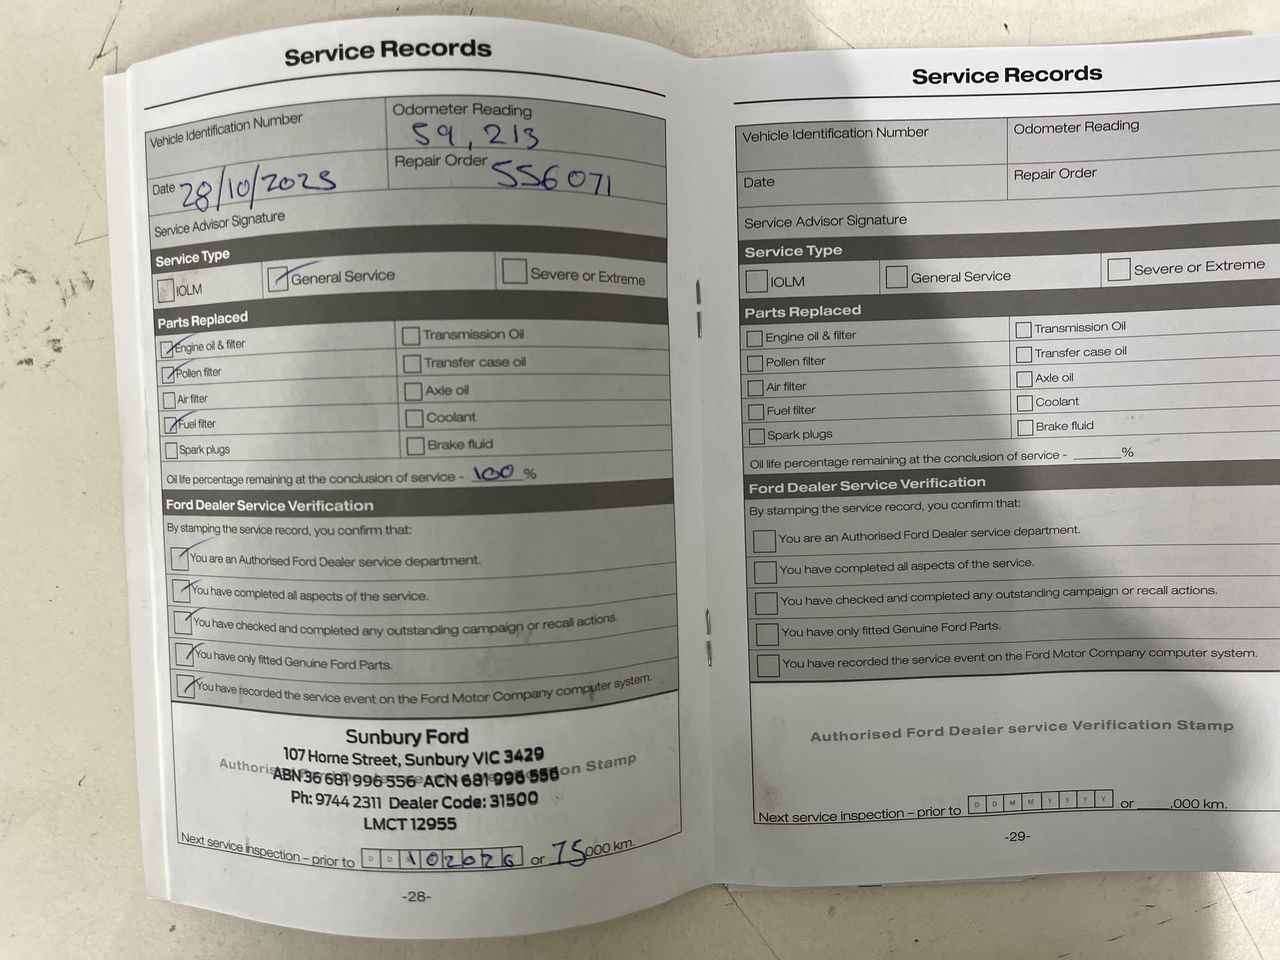 Service Records
Vehicle Identification Number
Odometer Reading
59,213
Date 28/10/2025
Repair Order 556071
Service Advisor Signature
Service Type
IOLM
General Service
Severe or Extreme
Parts Replaced
Engine oil & filter
Transmission Oil
Pollen filter
Transfer case oil
Air filter
Axle oil
Fuel filter
Coolant
Spark plugs
Brake fluid
Oil life percentage remaining at the conclusion of service - 100 %
Ford Dealer Service Verification
By stamping the service record, you confirm that:
You are an Authorised Ford Dealer service department.
You have completed all aspects of the service.
You have checked and completed any outstanding campaign or recall actions.
You have only fitted Genuine Ford Parts.
You have recorded the service event on the Ford Motor Company computer system.
Sunbury Ford
107 Horne Street, Sunbury VIC 3429
ABN 36 681 996 556 ACN 681 996 556
Ph: 9744 2311 Dealer Code: 31500
LMCT 12955
Next service inspection – prior to D D 10 2026 or 75000 km.
-28-
Service Records
Vehicle Identification Number
Odometer Reading
Date
Repair Order
Service Advisor Signature
Service Type
IOLM
General Service
Severe or Extreme
Parts Replaced
Engine oil & filter
Transmission Oil
Pollen filter
Transfer case oil
Air filter
Axle oil
Fuel filter
Coolant
Spark plugs
Brake fluid
Oil life percentage remaining at the conclusion of service - ______%
Ford Dealer Service Verification
By stamping the service record, you confirm that:
You are an Authorised Ford Dealer service department.
You have completed all aspects of the service.
You have checked and completed any outstanding campaign or recall actions.
You have only fitted Genuine Ford Parts.
You have recorded the service event on the Ford Motor Company computer system.
Authorised Ford Dealer service Verification Stamp
Next service inspection – prior to D D M M Y Y Y Y or _____,000 km.
-29-